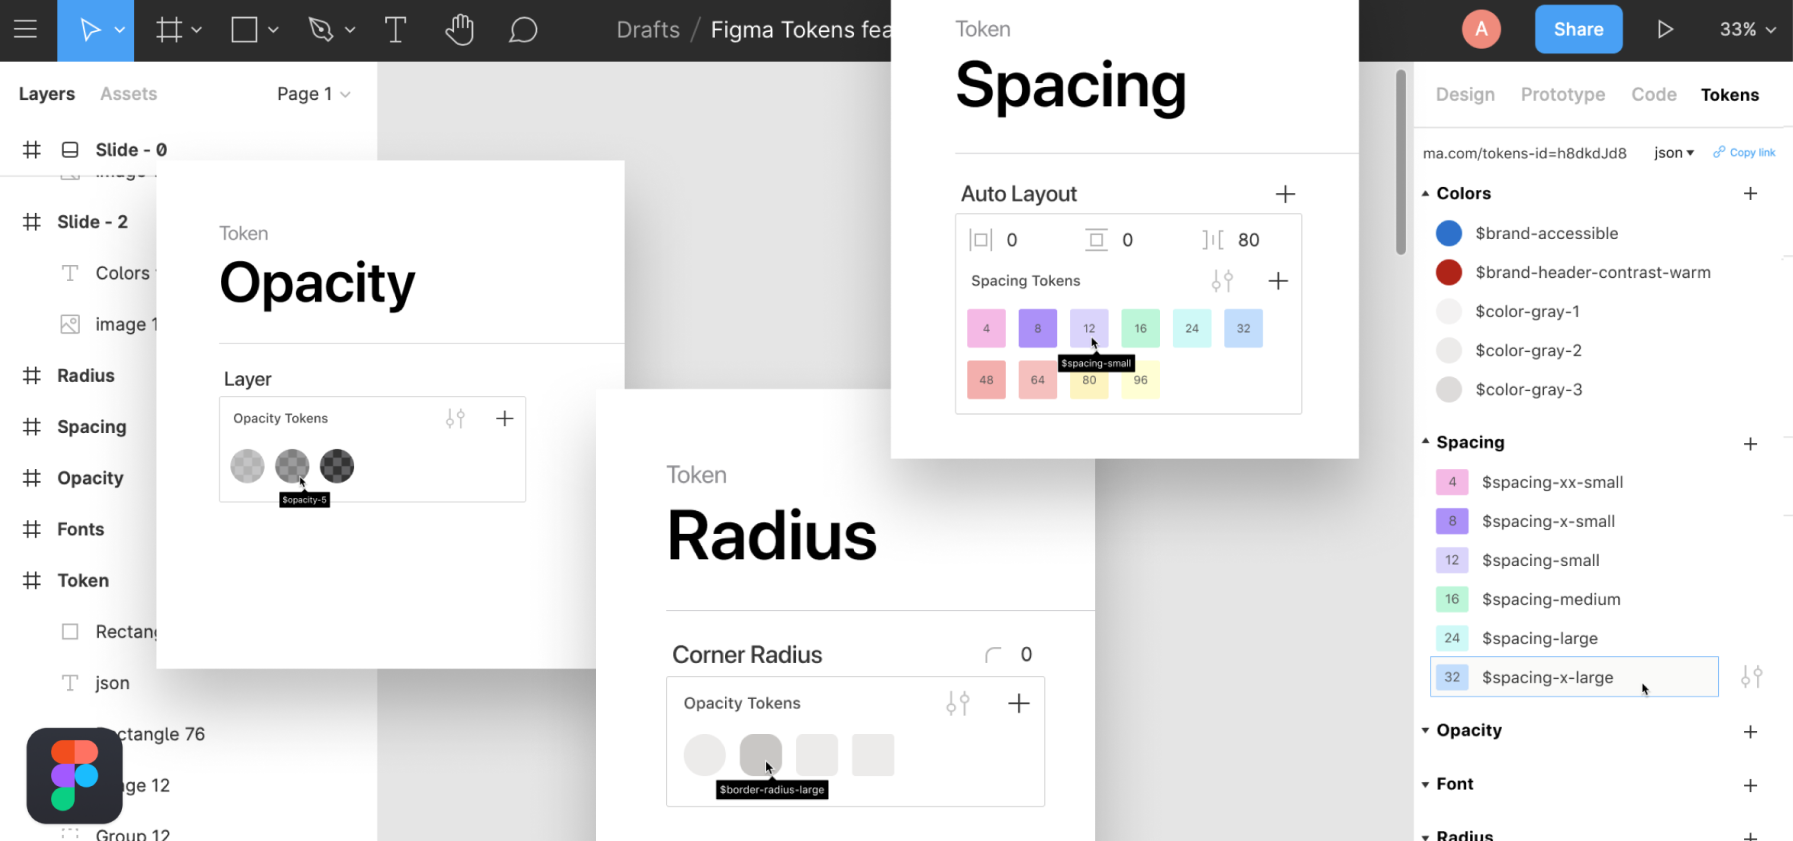 Drafts / Figma Tokens fea
A
Share
33%
Layers
Assets
Page 1
Slide - 0
Slide - 2
Colors
image 1
Radius
Spacing
Opacity
Fonts
Token
Rectang
json
ctangle 76
ge 12
Group 12
Token
Opacity
Layer
Opacity Tokens
$opacity-5
Token
Radius
Corner Radius
0
Opacity Tokens
$border-radius-large
Token
Spacing
Auto Layout
0
0
80
Spacing Tokens
4 8 12 16 24 32
$spacing-small
48 64 80 96
Design
Prototype
Code
Tokens
ma.com/tokens-id=h8dkdJd8
json
Copy link
Colors
$brand-accessible
$brand-header-contrast-warm
$color-gray-1
$color-gray-2
$color-gray-3
Spacing
4 $spacing-xx-small
8 $spacing-x-small
12 $spacing-small
16 $spacing-medium
24 $spacing-large
32 $spacing-x-large
Opacity
Font
Radius